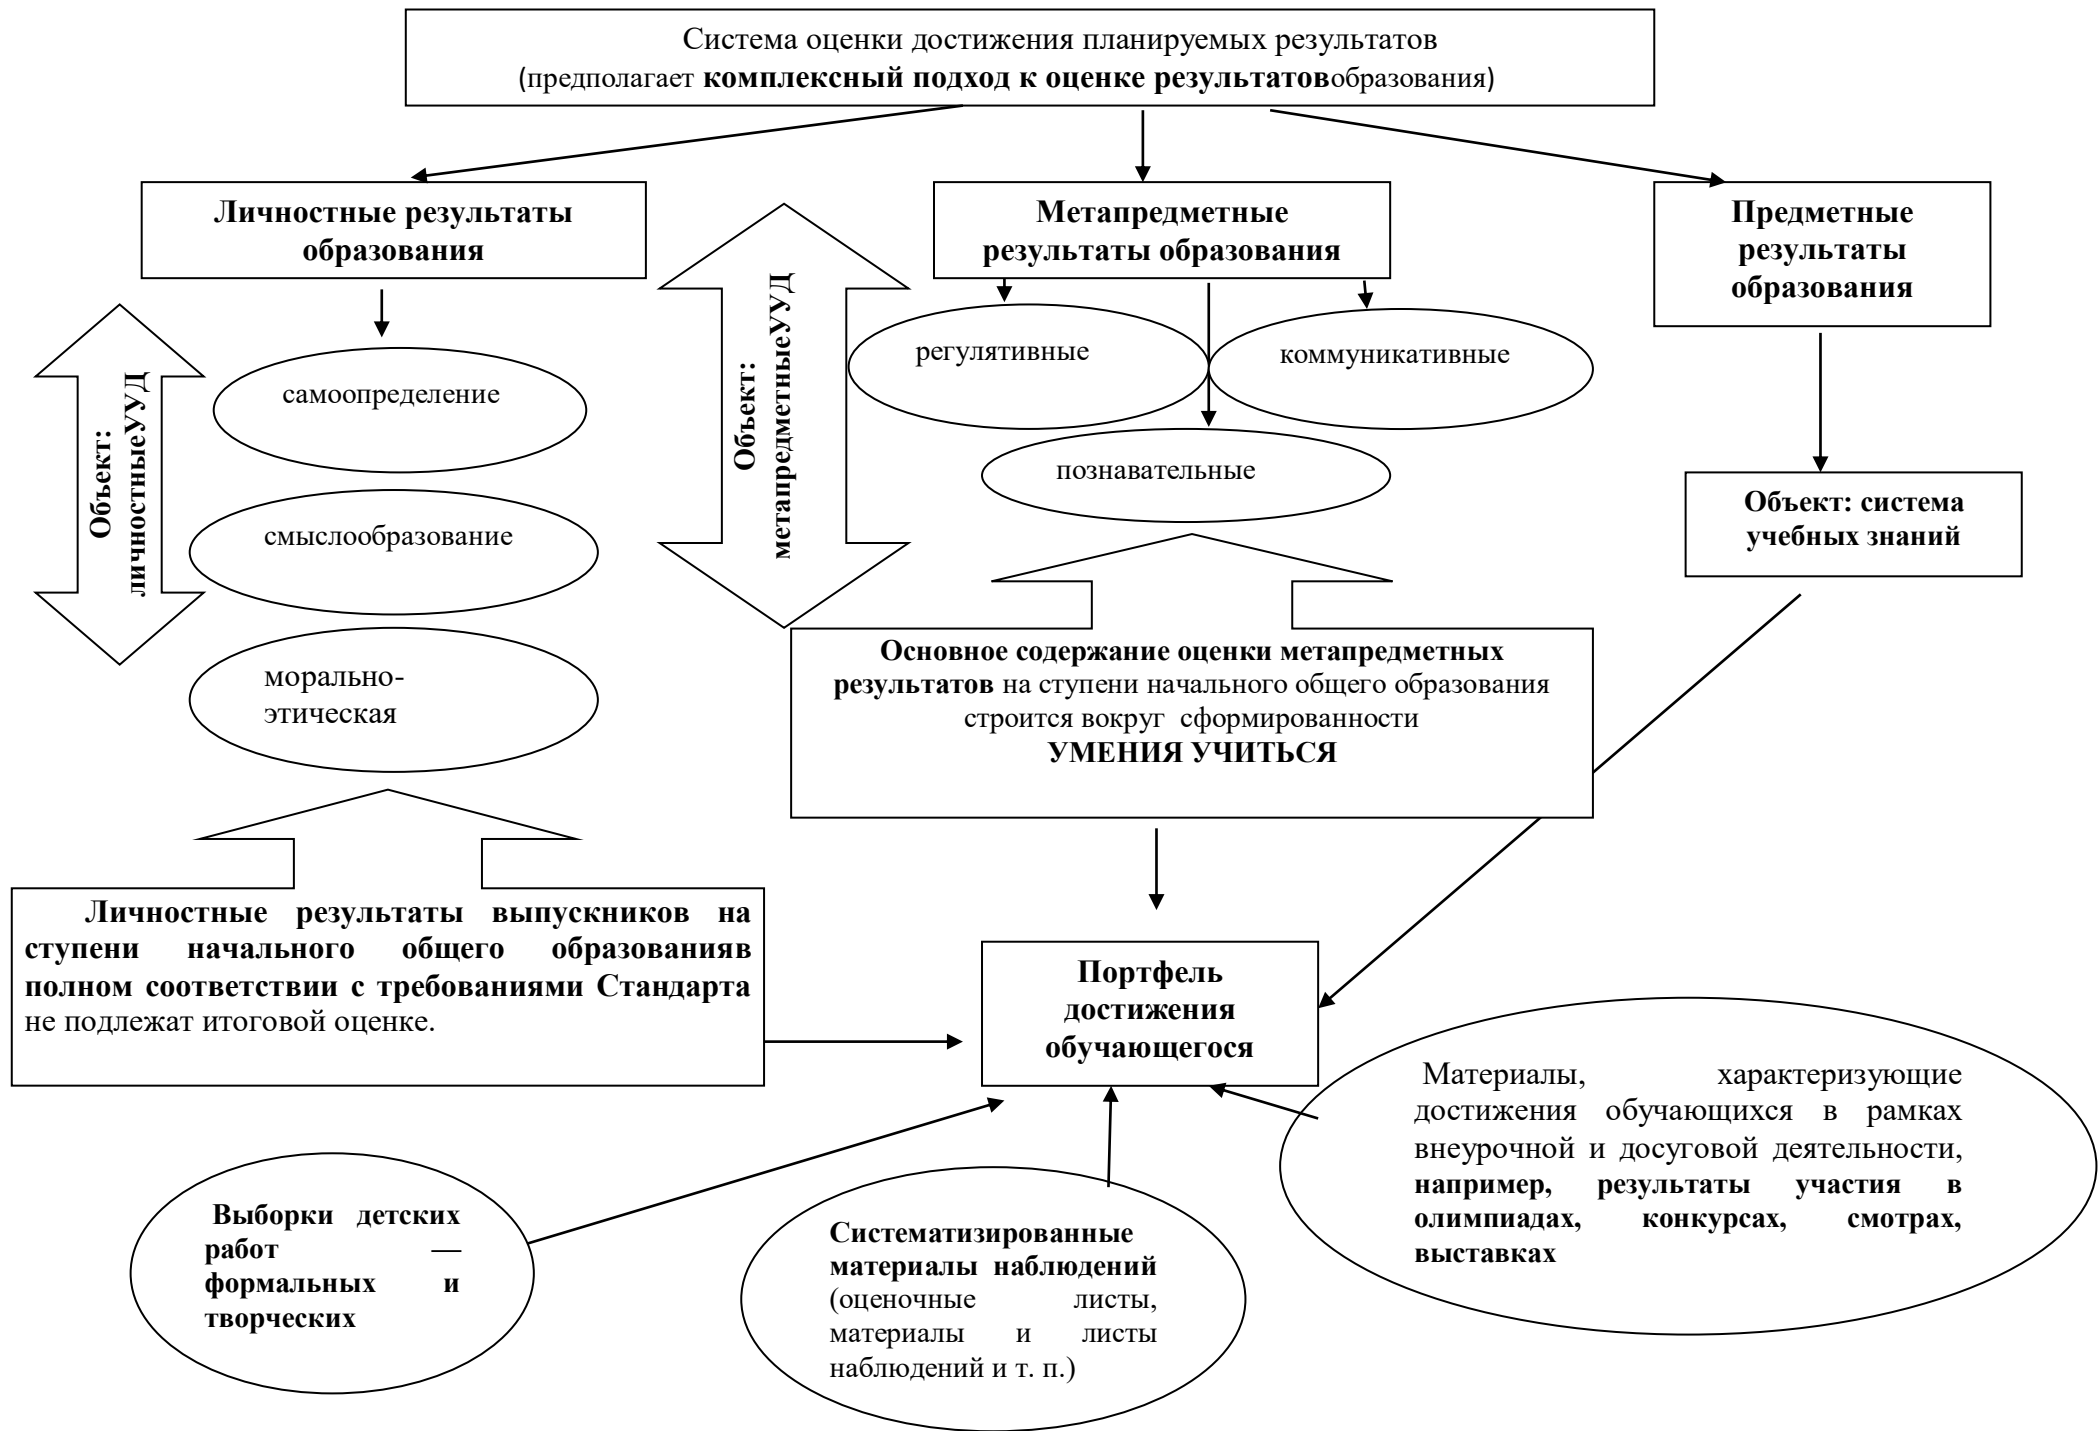 Система оценки достижения планируемых результатов
(предполагает комплексный подход к оценке результатовобразования)
Личностные результаты
образования
Метапредметные
результаты образования
Предметные
результаты
образования
Объект:
личностныеУУД
самоопределение
смыслообразование
морально-
этическая
Объект:
метапредметныеУУД
регулятивные
коммуникативные
познавательные
Объект: система
учебных знаний
Основное содержание оценки метапредметных
результатов на ступени начального общего образования
строится вокруг сформированности
УМЕНИЯ УЧИТЬСЯ
Личностные результаты выпускников на
ступени начального общего образованияв
полном соответствии с требованиями Стандарта
не подлежат итоговой оценке.
Портфель
достижения
обучающегося
Выборки детских
работ —
формальных и
творческих
Систематизированные
материалы наблюдений
(оценочные листы,
материалы и листы
наблюдений и т. п.)
Материалы, характеризующие
достижения обучающихся в рамках
внеурочной и досуговой деятельности,
например, результаты участия в
олимпиадах, конкурсах, смотрах,
выставках